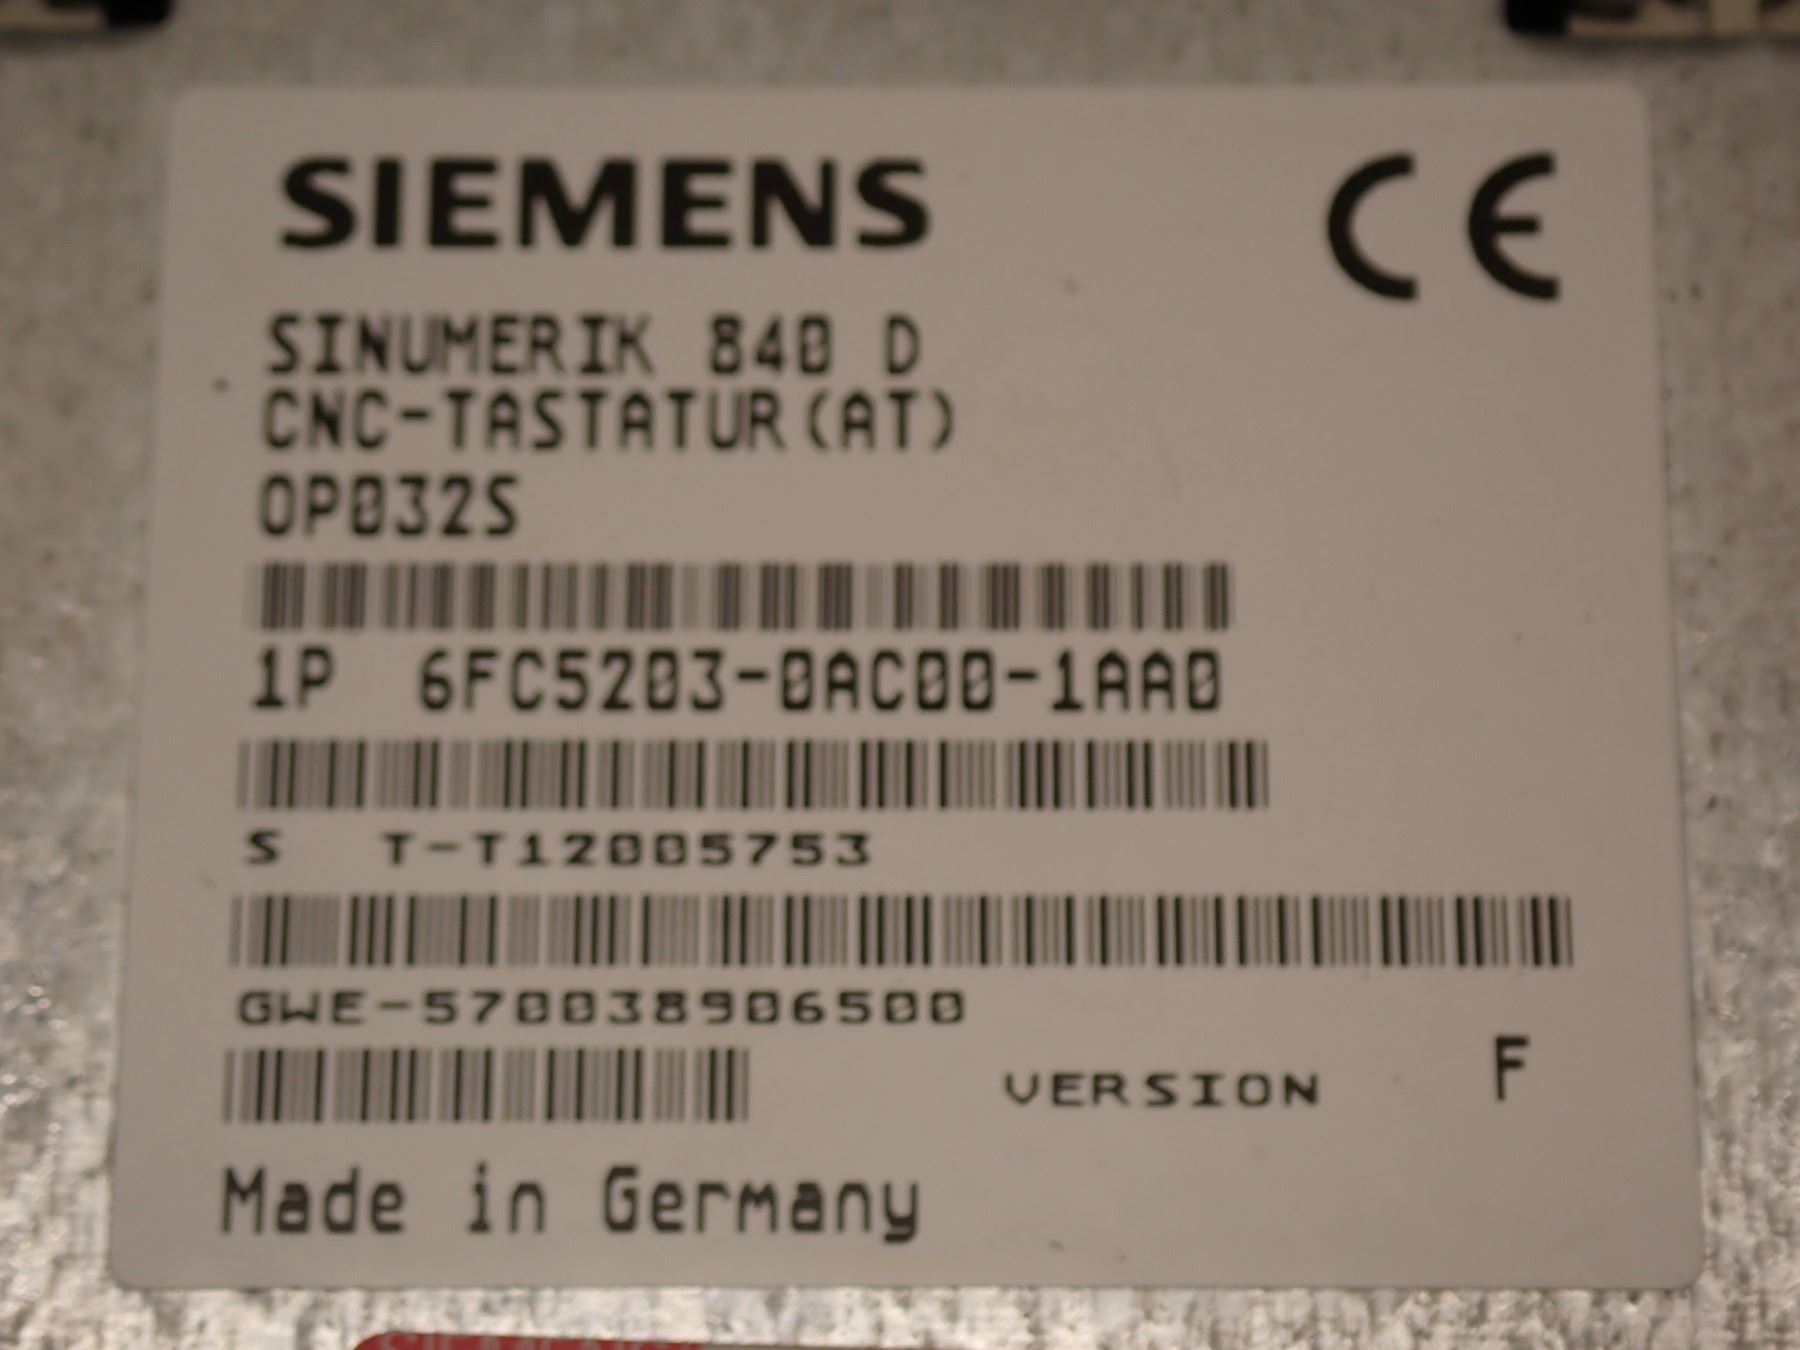 SIEMENS
CE
SINUMERIK 840 D
CNC-TASTATUR(AT)
OP032S
1P 6FC5203-0AC00-1AA0
S T-T12005753
GWE-570038906500
VERSION F
Made in Germany